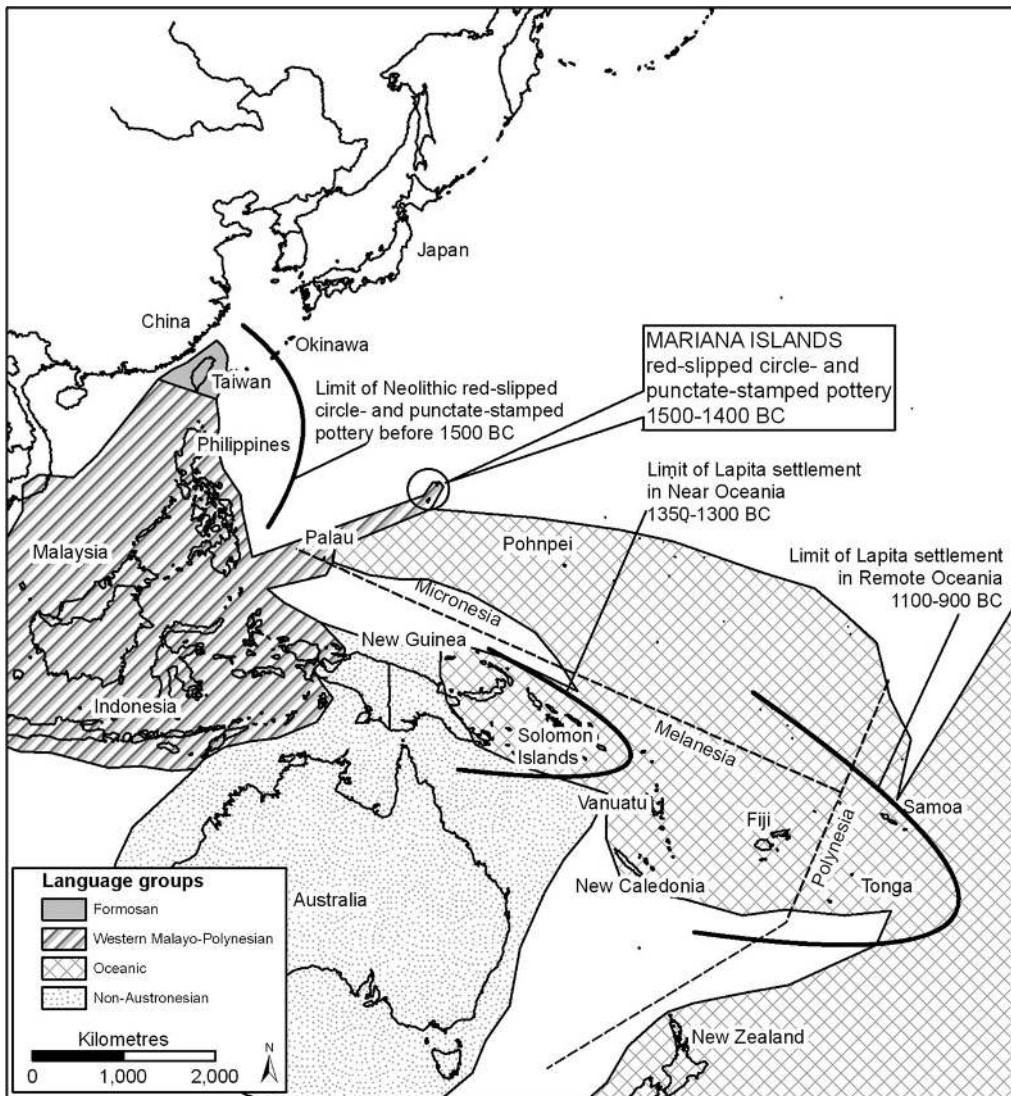 Japan
China
Okinawa
Taiwan
MARIANA ISLANDS
red-slipped circle- and
punctate-stamped pottery
1500-1400 BC
Limit of Neolithic red-slipped
circle- and punctate-stamped
pottery before 1500 BC
Philippines
Limit of Lapita settlement
in Near Oceania
1350-1300 BC
Malaysia
Palau
Pohnpei
Limit of Lapita settlement
in Remote Oceania
1100-900 BC
Micronesia
New Guinea
Indonesia
Solomon
Islands
Melanesia
Vanuatu
Fiji
Samoa
Polynesia
New Caledonia
Tonga
Australia
New Zealand
Language groups
Formosan
Western Malayo-Polynesian
Oceanic
Non-Austronesian
Kilometres
N
0 1,000 2,000